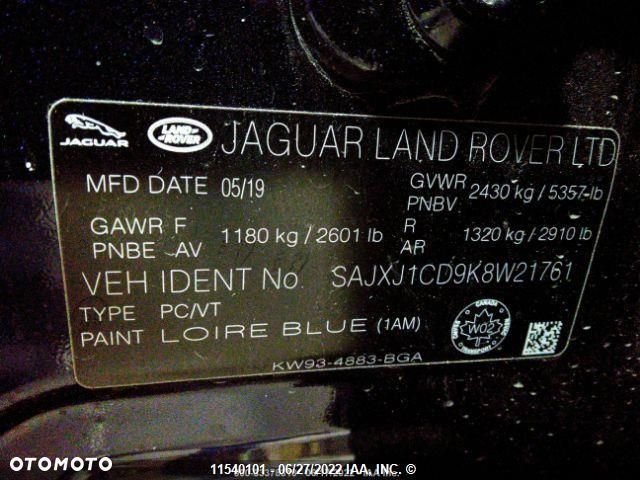 JAGUAR LAND-ROVER JAGUAR LAND ROVER LTD
MFD DATE 05/19 GVWR PNBV 2430 kg / 5357 lb
GAWR F 1180 kg / 2601 lb R 1320 kg / 2910 lb
PNBE AV AR
VEH IDENT No. SAJXJ1CD9K8W21761
TYPE PC/VT
PAINT LOIRE BLUE (1AM)
CANADA W02 TRANSPORT
KW93-4883-BGA
OTOMOTO
11540101 - 06/27/2022 IAA, INC. ©